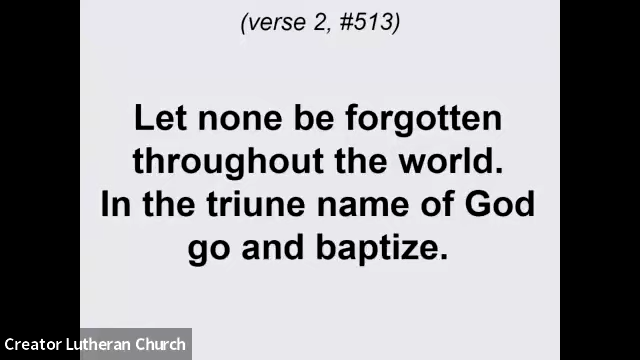 (verse 2, #513)
Let none be forgotten
throughout the world.
In the triune name of God
go and baptize.
Creator Lutheran Church